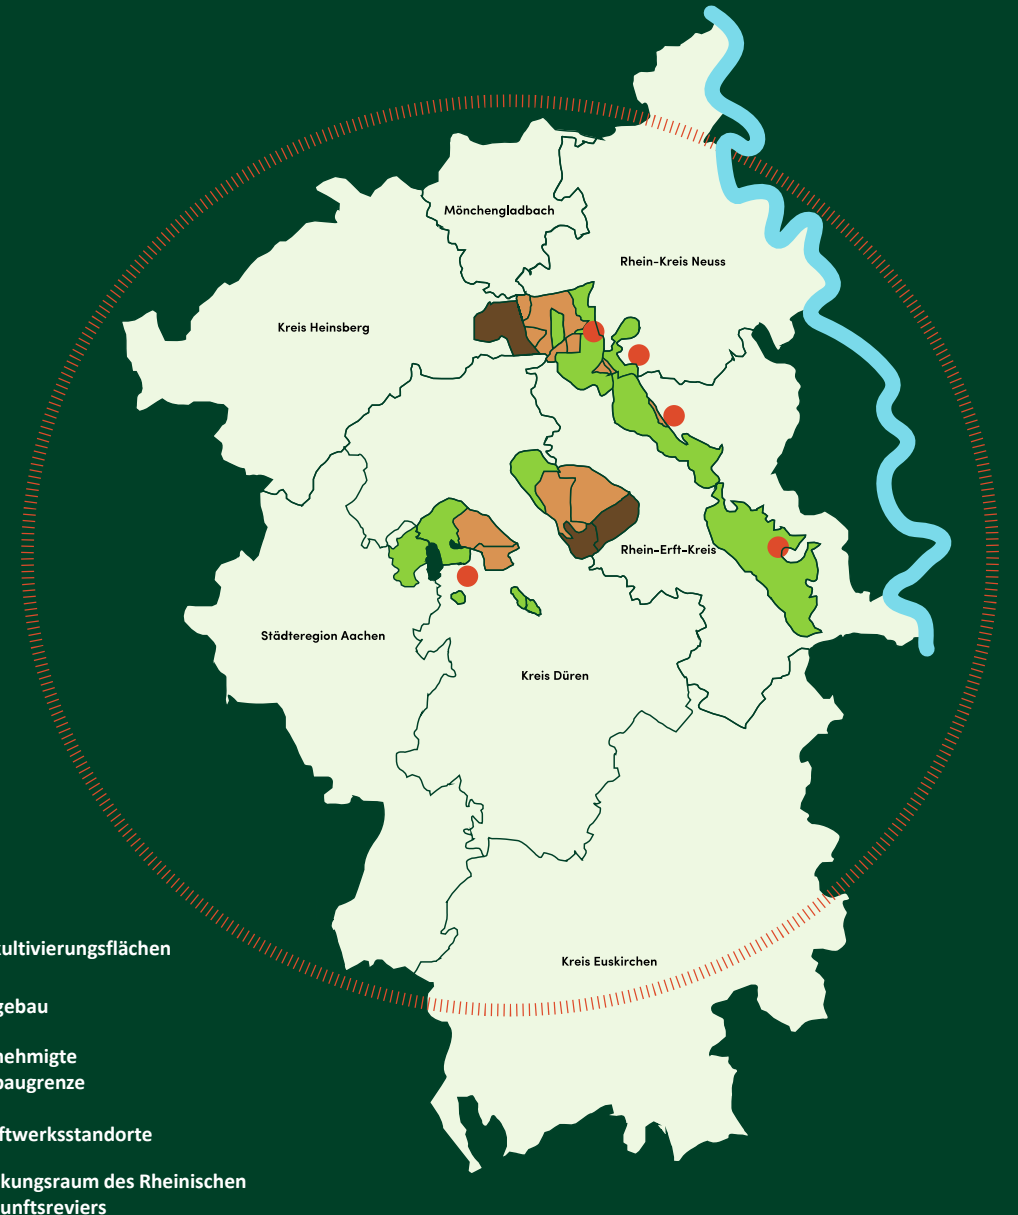 Mönchengladbach
Rhein-Kreis Neuss
Kreis Heinsberg
Rhein-Erft-Kreis
Städteregion Aachen
Kreis Düren
Kreis Euskirchen
kultivierungsflächen
gebau
nehmigte
baugrenze
ftwerksstandorte
kungsraum des Rheinischen
unftsreviers